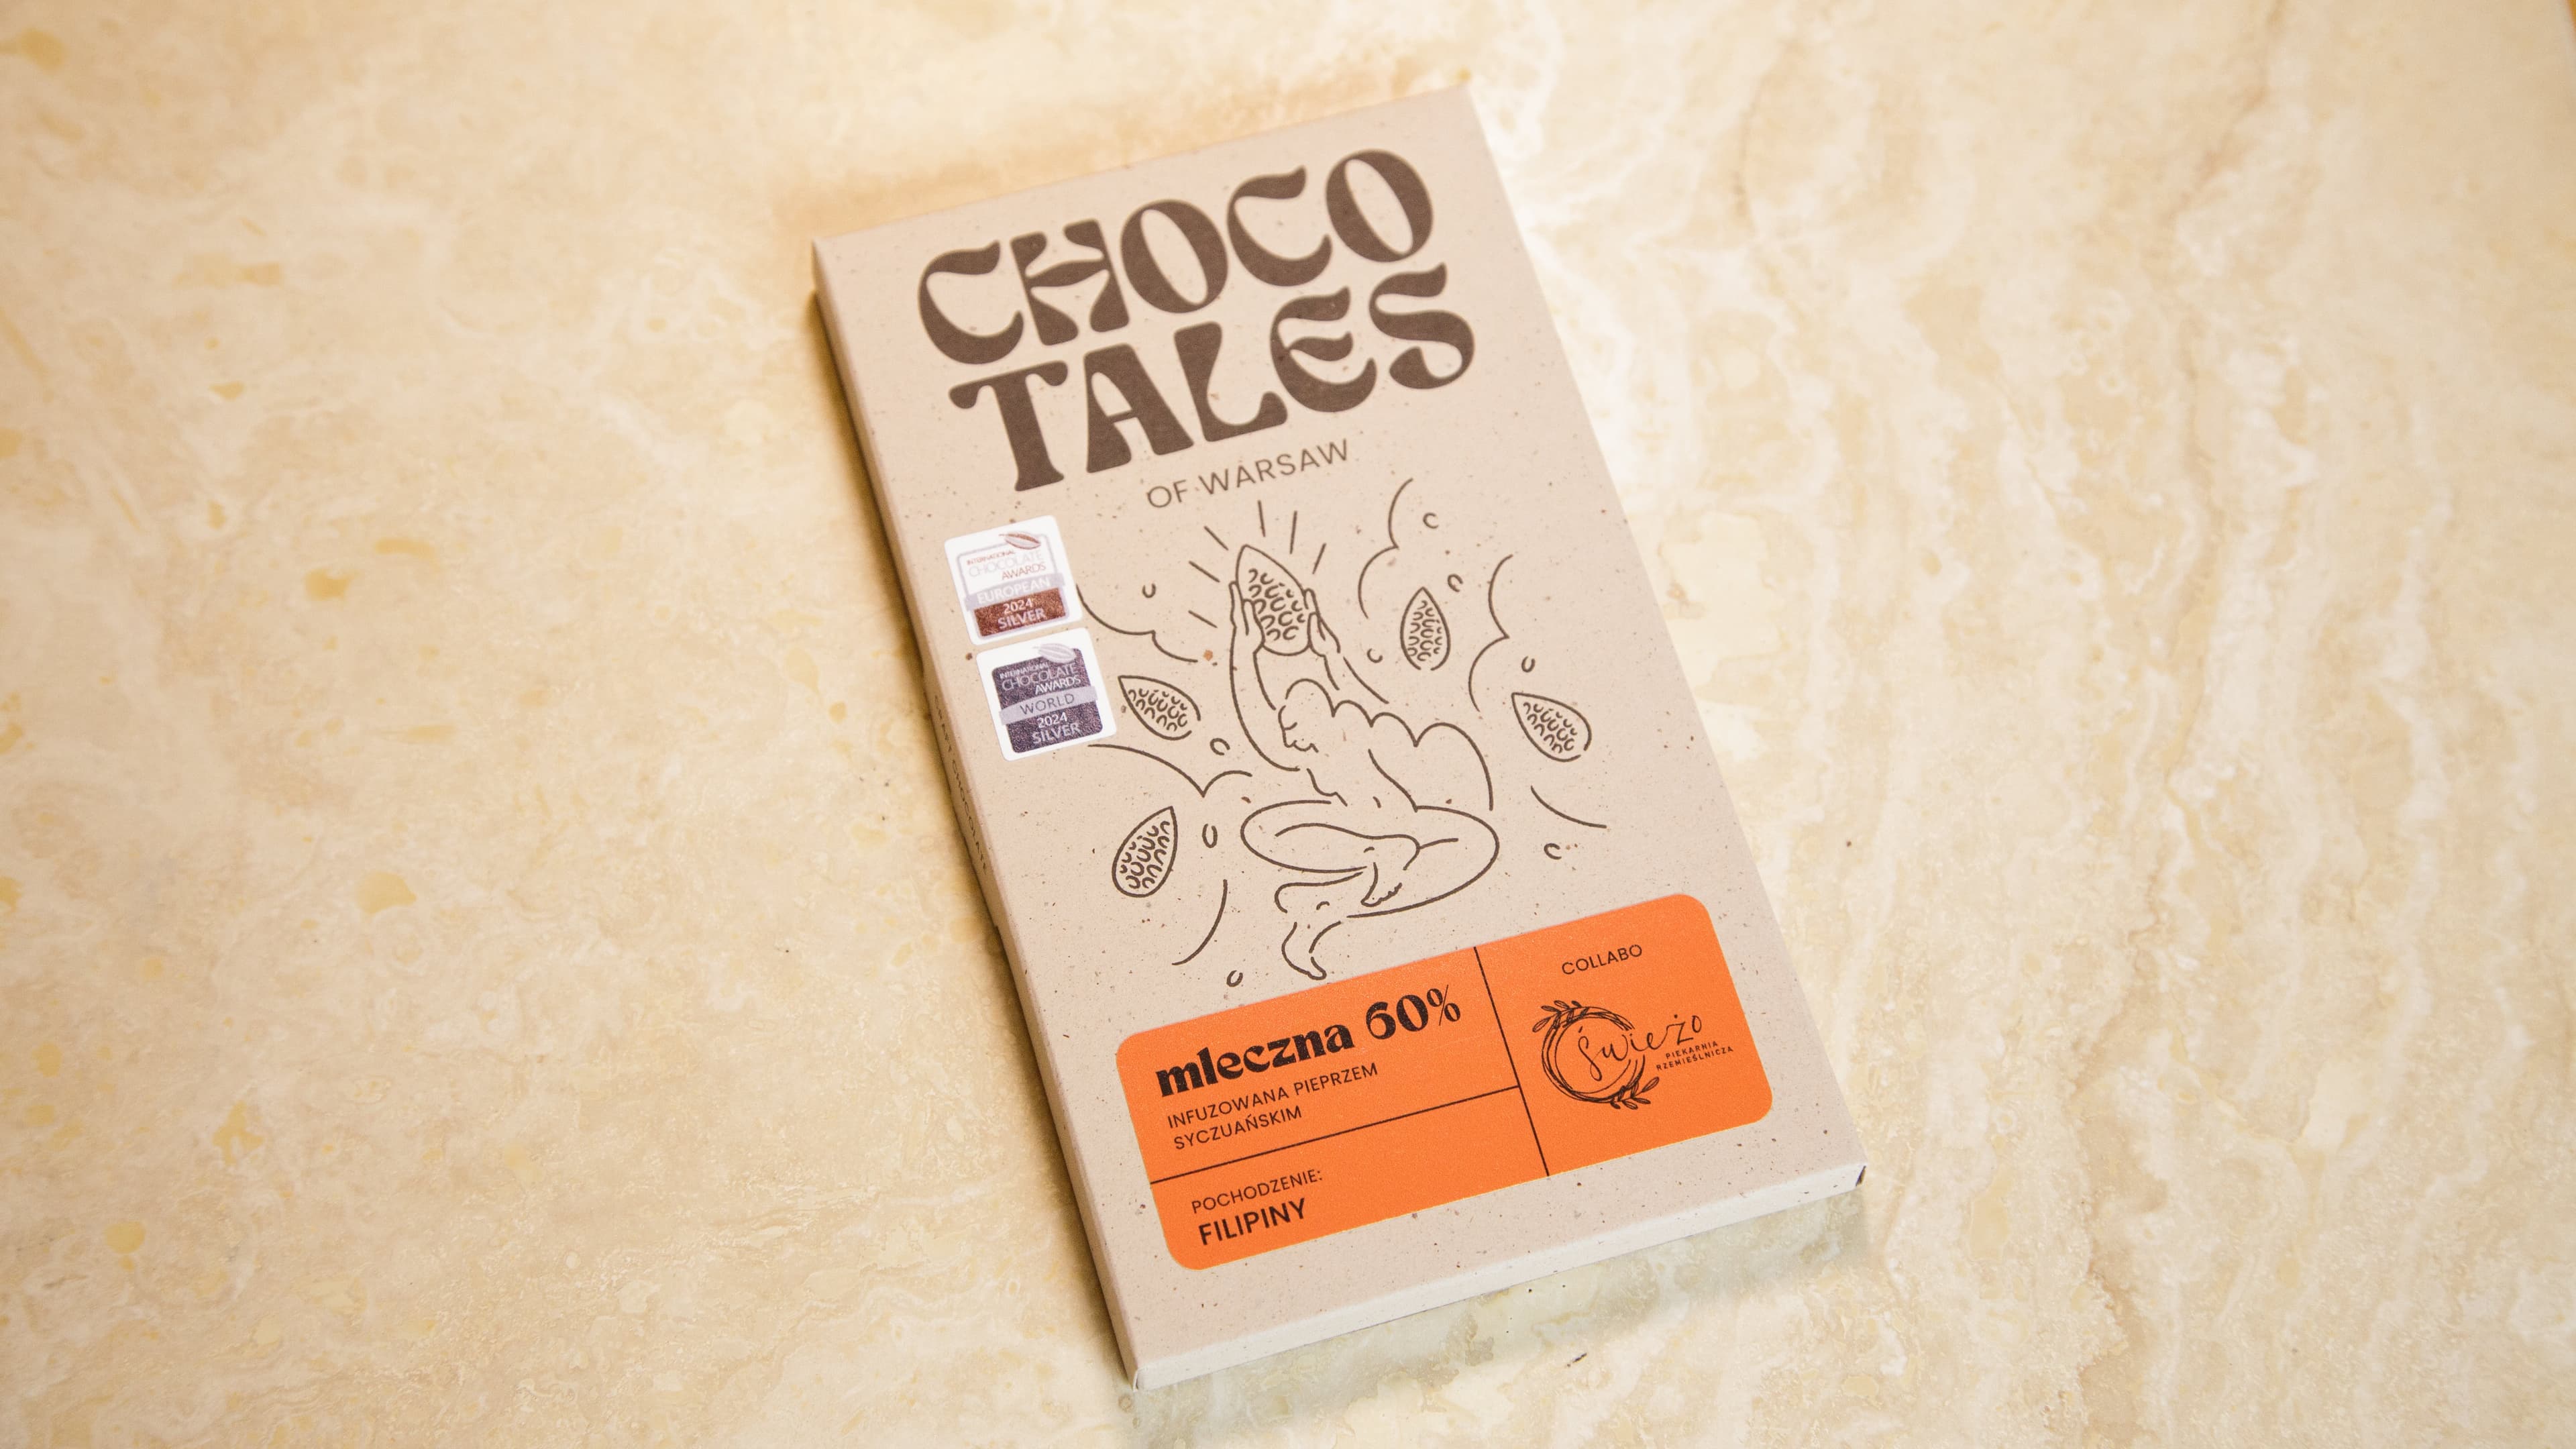 CHOCO
TALES
OF WARSAW
INTERNATIONAL
CHOCOLATE
AWARDS
EUROPEAN
2024
SILVER
INTERNATIONAL
CHOCOLATE
AWARDS
WORLD
2024
SILVER
mleczna 60%
INFUZOWANA PIEPRZEM
SYCZUAŃSKIM
POCHODZENIE:
FILIPINY
COLLABO
świeżo
PIEKARNIA
RZEMIEŚLNICZA
CHOCOLATE